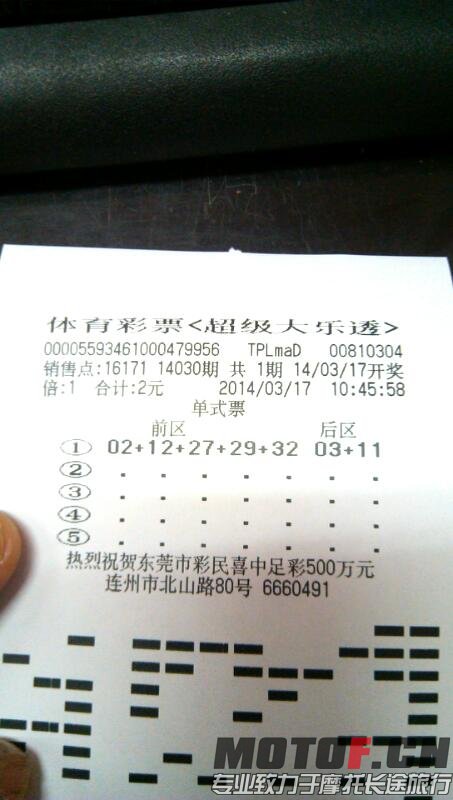 体育彩票<超级大乐透>
00005593461000479956 TPLmaD 00810304
销售点:16171 14030期 共 1期 14/03/17开奖
倍:1 合计:2元 2014/03/17 10:45:58
单式票
前区 后区
① 02+12+27+29+32 03+11
②
③
④
⑤
热烈祝贺东莞市彩民喜中足彩500万元
连州市北山路80号 6660491
MOTOF.CN
专业致力于摩托长途旅行